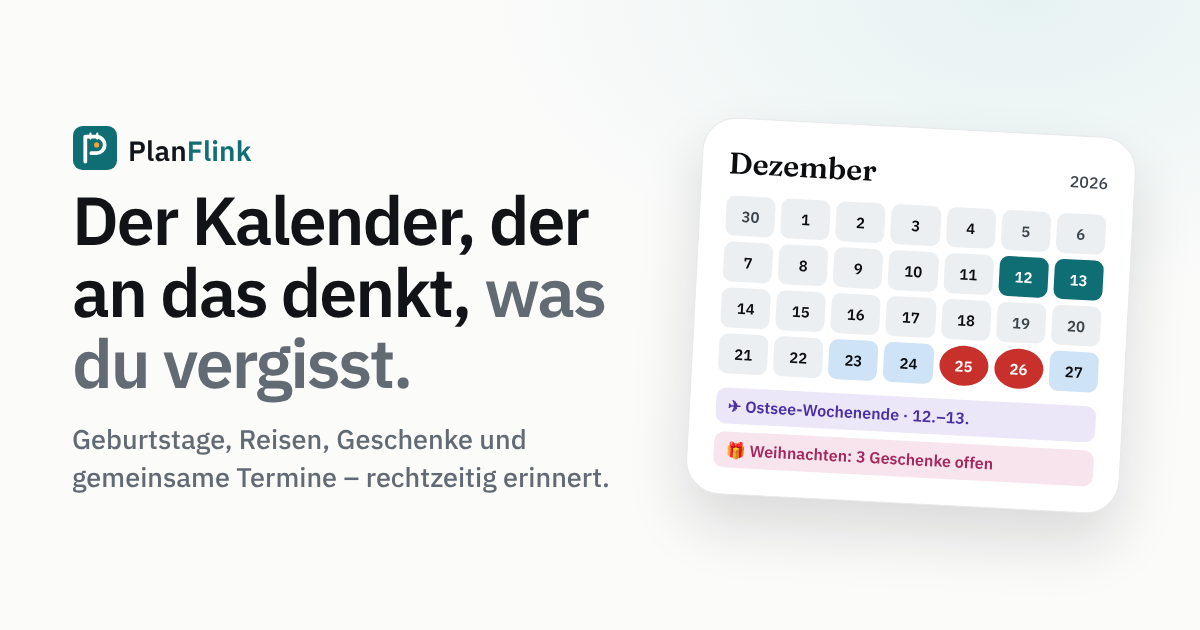 PlanFlink
Der Kalender, der
an das denkt, was
du vergisst.
Geburtstage, Reisen, Geschenke und
gemeinsame Termine – rechtzeitig erinnert.
Dezember 2026
30 1 2 3 4 5 6
7 8 9 10 11 12 13
14 15 16 17 18 19 20
21 22 23 24 25 26 27
✈ Ostsee-Wochenende · 12.–13.
🎁 Weihnachten: 3 Geschenke offen